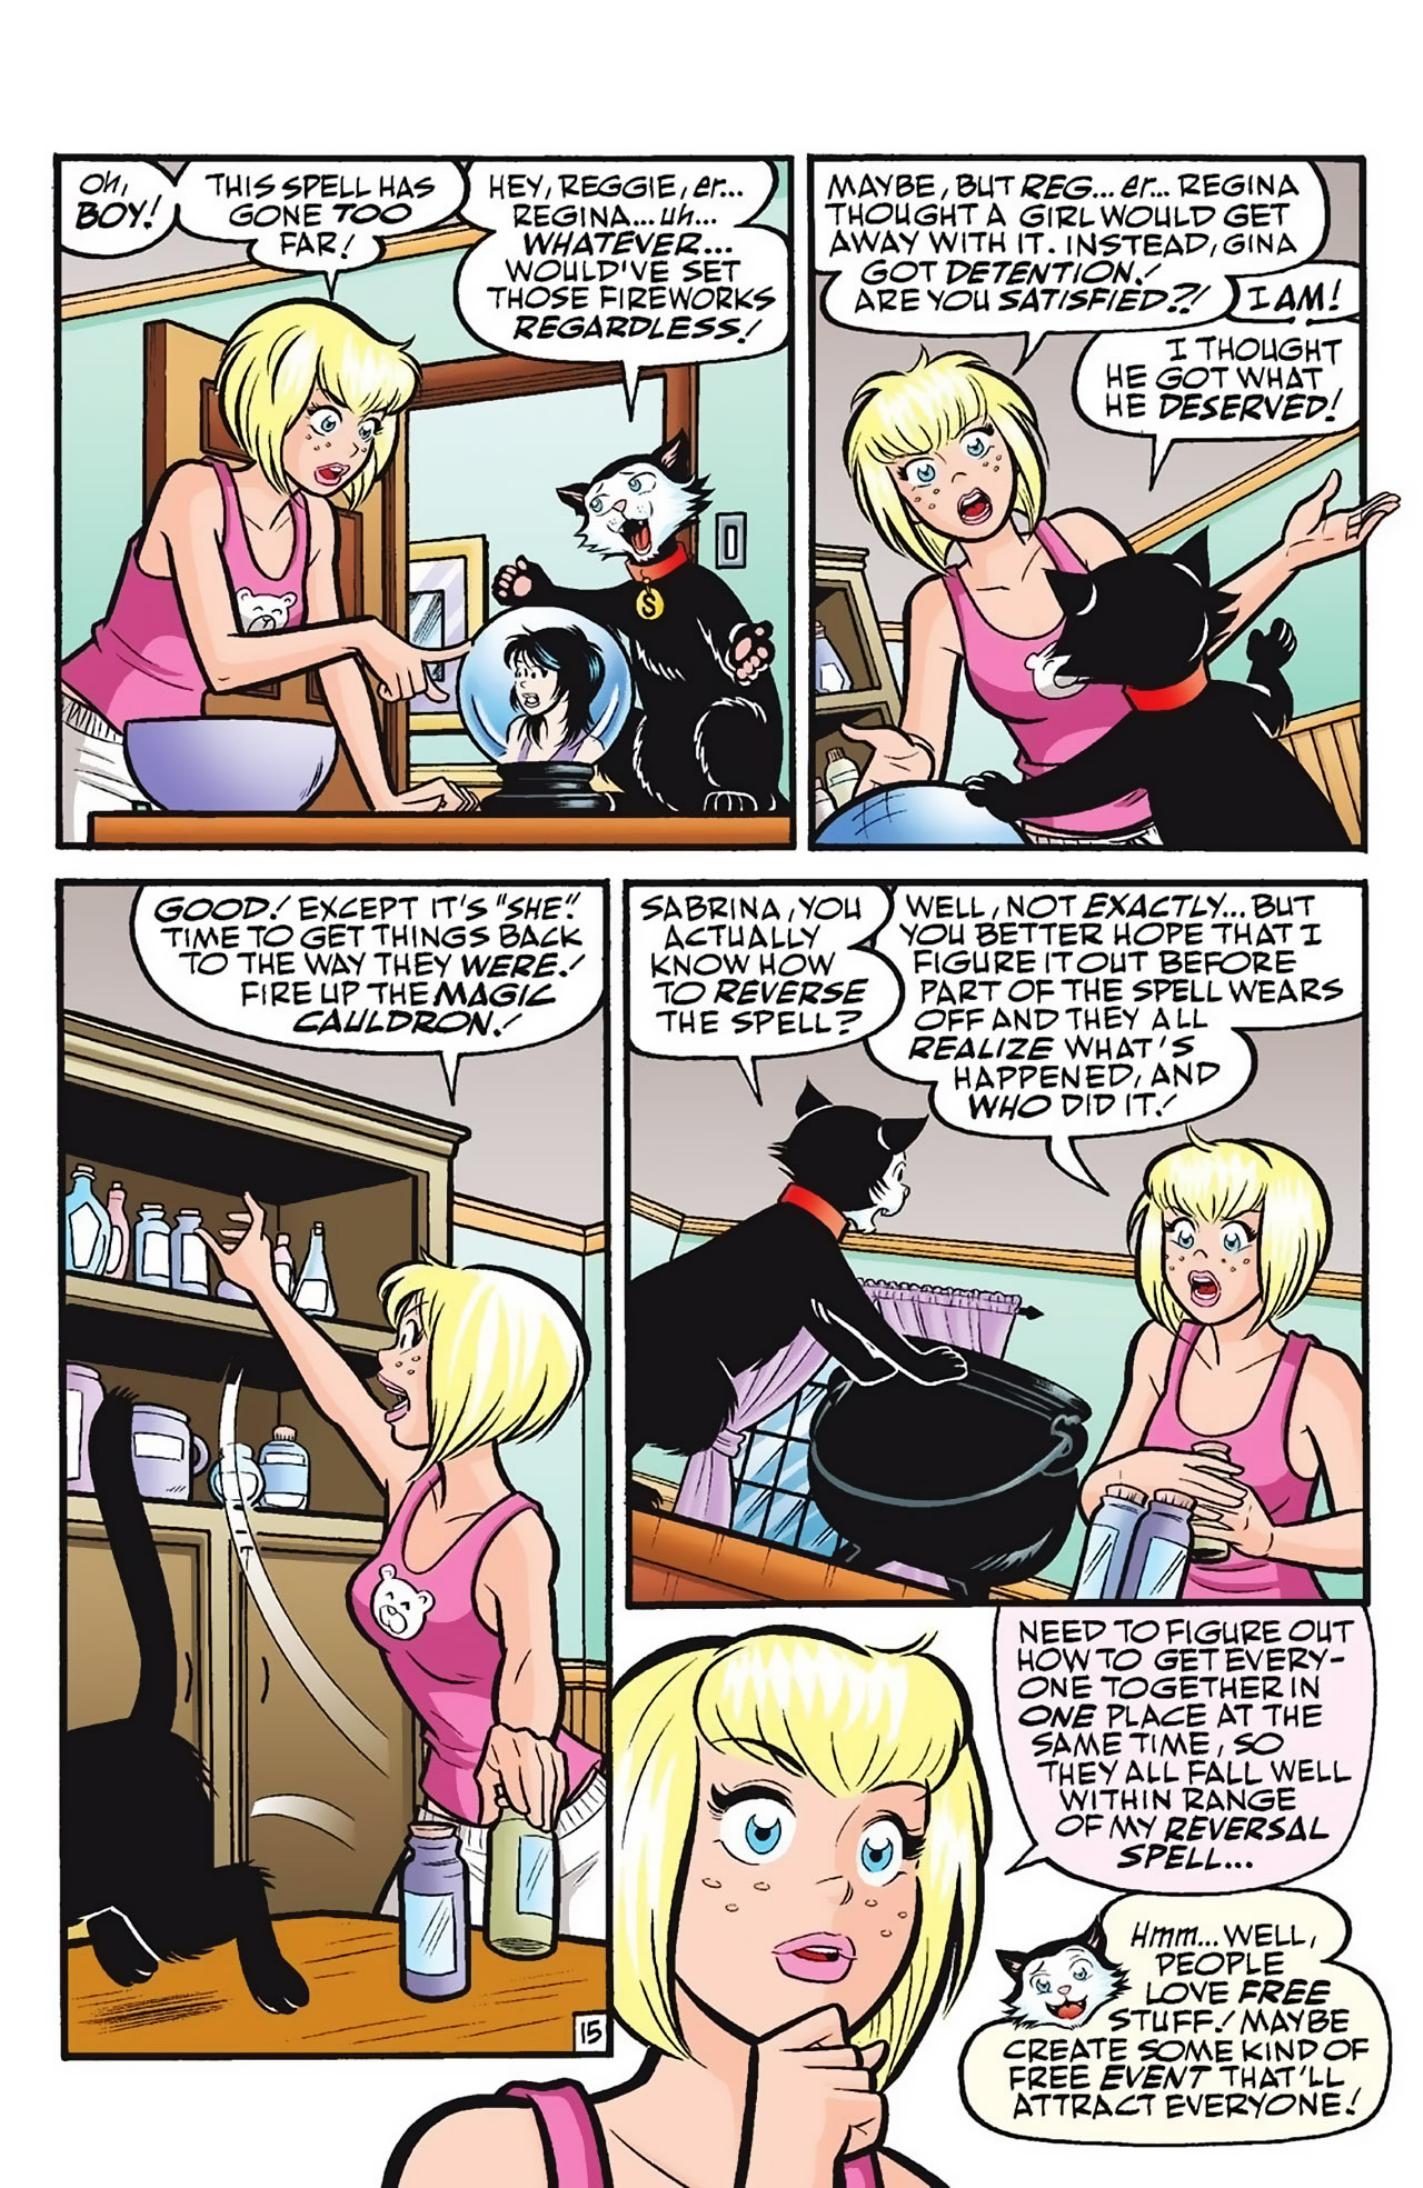 Oh,
BOY!
THIS SPELL HAS
GONE TOO
FAR!
HEY, REGGIE, er...
REGINA...uh...
WHATEVER...
WOULD'VE SET
THOSE FIREWORKS
REGARDLESS!
S
MAYBE, BUT REG...er... REGINA
THOUGHT A GIRL WOULD GET
AWAY WITH IT. INSTEAD, GINA
GOT DETENTION!
ARE YOU SATISFIED?!
I AM!
I THOUGHT
HE GOT WHAT
HE DESERVED!
GOOD! EXCEPT IT'S "SHE".
TIME TO GET THINGS BACK
TO THE WAY THEY WERE!
FIRE UP THE MAGIC
CAULDRON!
15
SABRINA, YOU
ACTUALLY
KNOW HOW
TO REVERSE
THE SPELL?
WELL, NOT EXACTLY... BUT
YOU BETTER HOPE THAT I
FIGURE IT OUT BEFORE
PART OF THE SPELL WEARS
OFF AND THEY ALL
REALIZE WHAT'S
HAPPENED, AND
WHO DID IT!
NEED TO FIGURE OUT
HOW TO GET EVERY-
ONE TOGETHER IN
ONE PLACE AT THE
SAME TIME, SO
THEY ALL FALL WELL
WITHIN RANGE
OF MY REVERSAL
SPELL...
Hmm... WELL,
PEOPLE
LOVE FREE
STUFF! MAYBE
CREATE SOME KIND OF
FREE EVENT THAT'LL
ATTRACT EVERYONE!